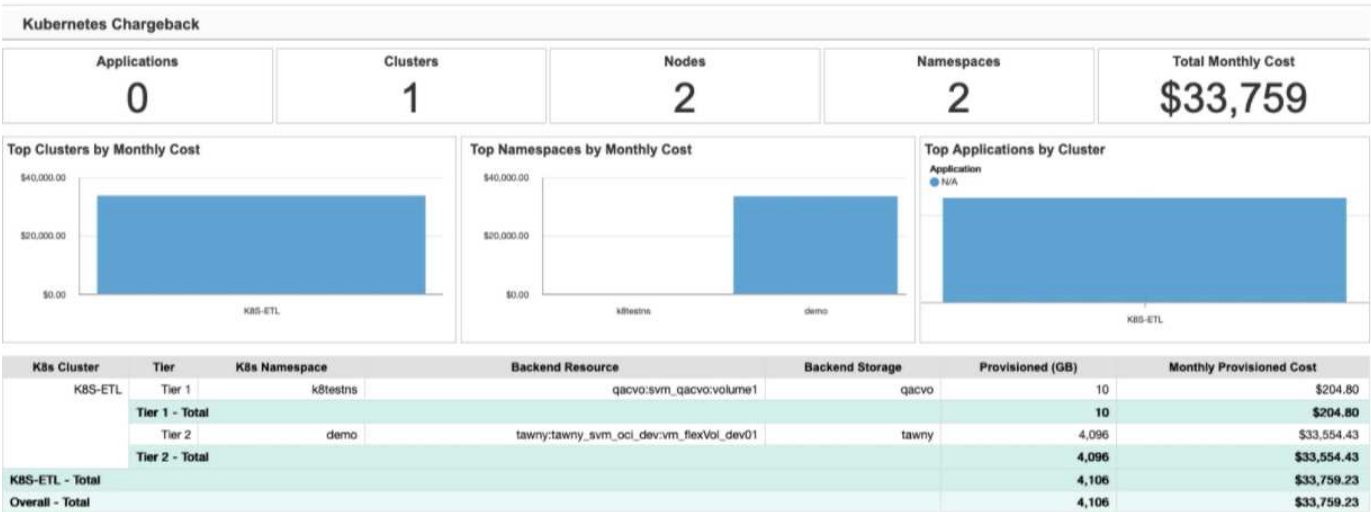 Kubernetes Chargeback
Applications
0
Clusters
1
Nodes
2
Namespaces
2
Total Monthly Cost
$33,759
Top Clusters by Monthly Cost
$40,000.00
$20,000.00
$0.00
K8S-ETL
Top Namespaces by Monthly Cost
$40,000.00
$20,000.00
$0.00
k8testns demo
Top Applications by Cluster
Application
N/A
K8S-ETL
K8s Cluster Tier K8s Namespace Backend Resource Backend Storage Provisioned (GB) Monthly Provisioned Cost
K8S-ETL Tier 1 k8testns qacvo:svm_qacvo:volume1 qacvo 10 $204.80
Tier 1 - Total 10 $204.80
Tier 2 demo tawny:tawny_svm_oci_dev:vm_flexVol_dev01 tawny 4,096 $33,554.43
Tier 2 - Total 4,096 $33,554.43
K8S-ETL - Total 4,106 $33,759.23
Overall - Total 4,106 $33,759.23